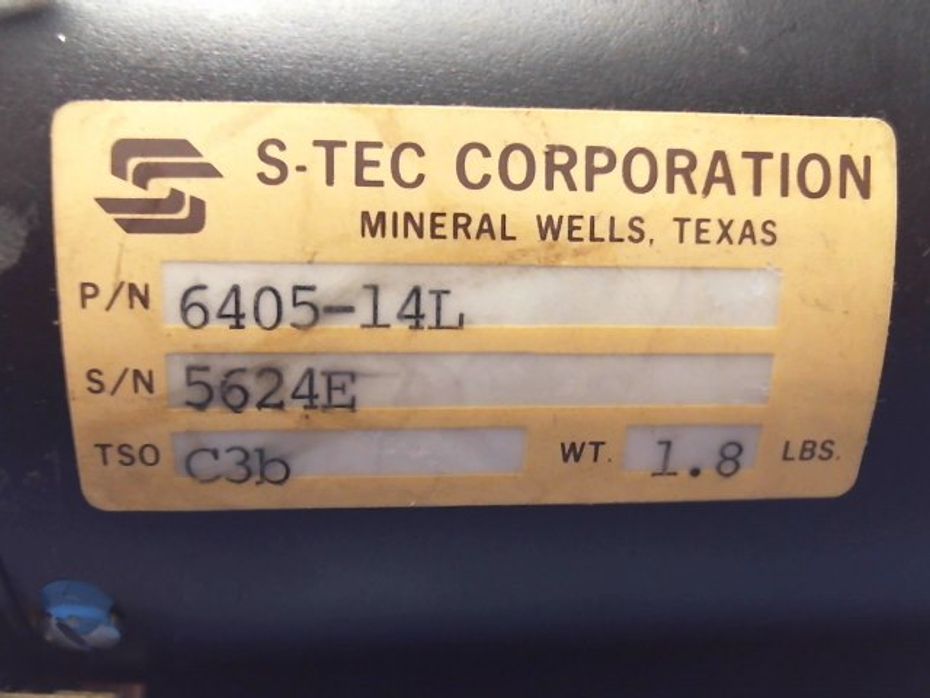 S-TEC CORPORATION
MINERAL WELLS, TEXAS
P/N 6405-14L
S/N 5624E
TSO C3b WT. 1.8 LBS.